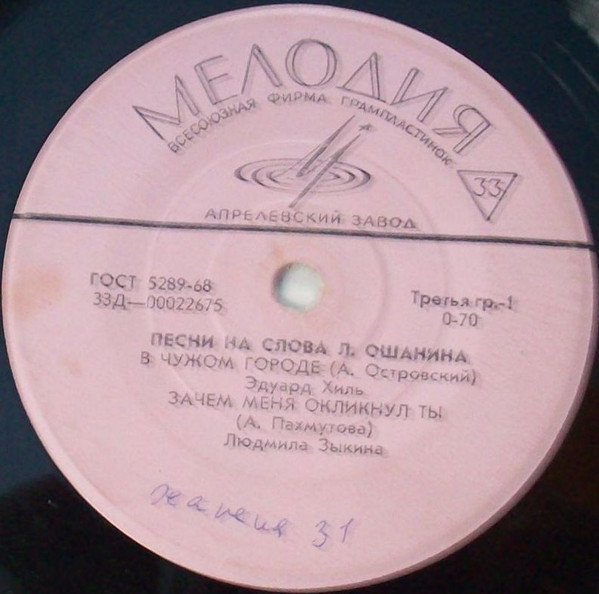 МЕЛОДИЯ
ВСЕСОЮЗНАЯ ФИРМА ГРАМПЛАСТИНОК
33
АПРЕЛЕВСКИЙ ЗАВОД
ГОСТ 5289-68
33Д—00022675
Третья гр.-1
0-70
ПЕСНИ НА СЛОВА Л. ОШАНИНА
В ЧУЖОМ ГОРОДЕ (А. Островский)
Эдуард Хиль
ЗАЧЕМ МЕНЯ ОКЛИКНУЛ ТЫ
(А. Пахмутова)
Людмила Зыкина
31